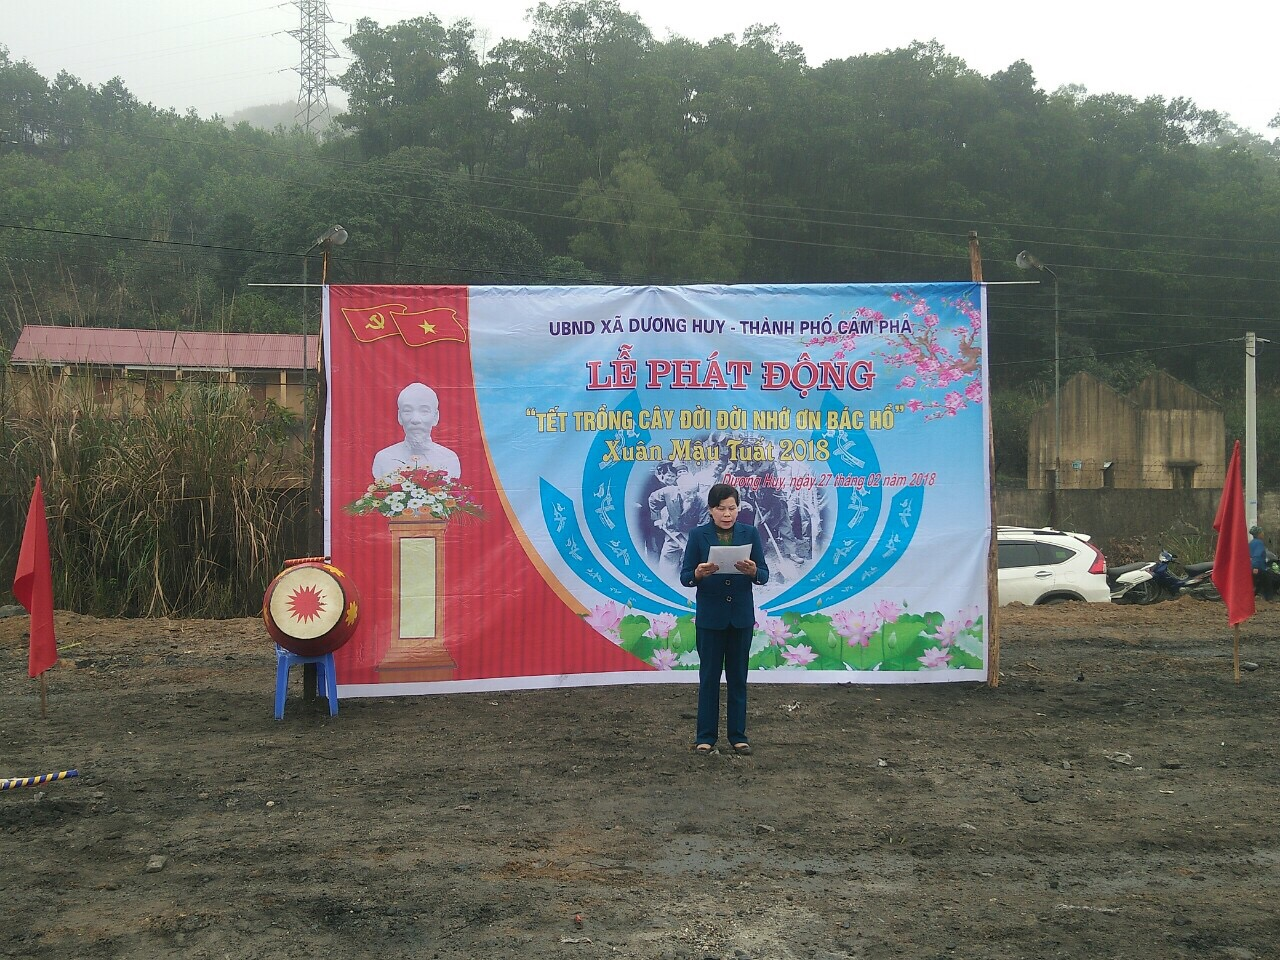 UBND XÃ DƯƠNG HUY - THÀNH PHỐ CẨM PHẢ
LỄ PHÁT ĐỘNG
"TẾT TRỒNG CÂY ĐỜI ĐỜI NHỚ ƠN BÁC HỒ"
Xuân Mậu Tuất 2018
Dương Huy, ngày 27 tháng 02 năm 2018